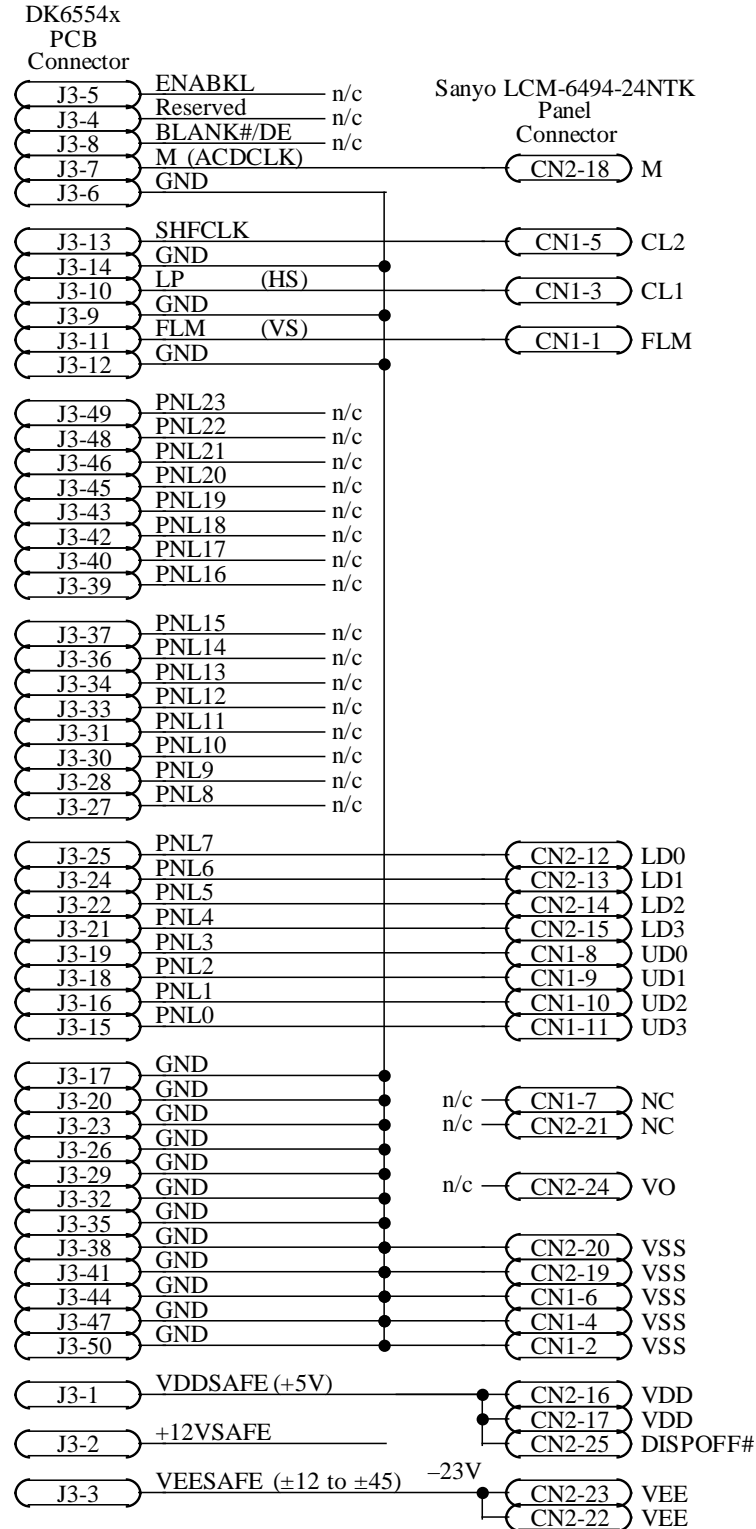 DK6554x
PCB
Connector
Sanyo LCM-6494-24NTK
Panel
Connector
J3-5 ENABKL n/c
J3-4 Reserved n/c
J3-8 BLANK#/DE n/c
J3-7 M (ACDCLK) CN2-18 M
J3-6 GND
J3-13 SHFCLK CN1-5 CL2
J3-14 GND
J3-10 LP (HS) CN1-3 CL1
J3-9 GND
J3-11 FLM (VS) CN1-1 FLM
J3-12 GND
J3-49 PNL23 n/c
J3-48 PNL22 n/c
J3-46 PNL21 n/c
J3-45 PNL20 n/c
J3-43 PNL19 n/c
J3-42 PNL18 n/c
J3-40 PNL17 n/c
J3-39 PNL16 n/c
J3-37 PNL15 n/c
J3-36 PNL14 n/c
J3-34 PNL13 n/c
J3-33 PNL12 n/c
J3-31 PNL11 n/c
J3-30 PNL10 n/c
J3-28 PNL9 n/c
J3-27 PNL8 n/c
J3-25 PNL7 CN2-12 LD0
J3-24 PNL6 CN2-13 LD1
J3-22 PNL5 CN2-14 LD2
J3-21 PNL4 CN2-15 LD3
J3-19 PNL3 CN1-8 UD0
J3-18 PNL2 CN1-9 UD1
J3-16 PNL1 CN1-10 UD2
J3-15 PNL0 CN1-11 UD3
J3-17 GND
J3-20 GND n/c CN1-7 NC
J3-23 GND n/c CN2-21 NC
J3-26 GND
J3-29 GND
J3-32 GND n/c CN2-24 VO
J3-35 GND
J3-38 GND CN2-20 VSS
J3-41 GND CN2-19 VSS
J3-44 GND CN1-6 VSS
J3-47 GND CN1-4 VSS
J3-50 GND CN1-2 VSS
J3-1 VDDSAFE (+5V) CN2-16 VDD
CN2-17 VDD
J3-2 +12VSAFE CN2-25 DISPOFF#
J3-3 VEESAFE (±12 to ±45) –23V CN2-23 VEE
CN2-22 VEE